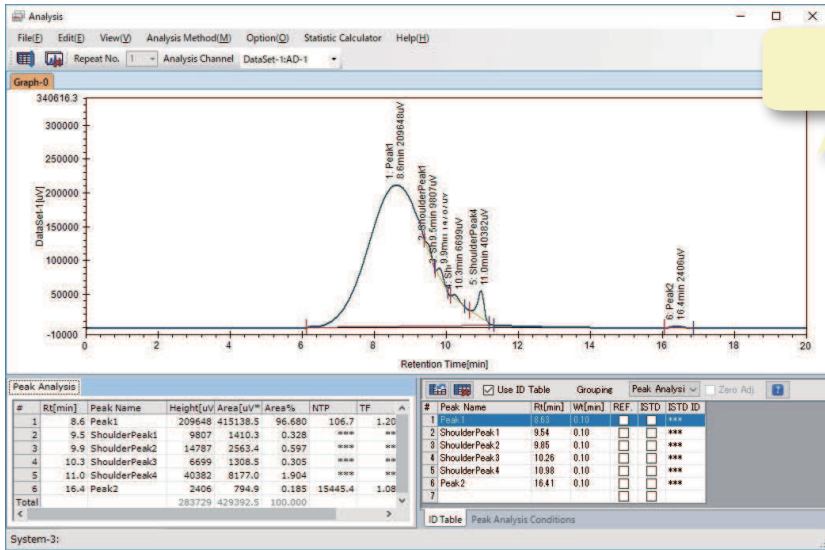 Analysis
File(F) Edit(E) View(V) Analysis Method(M) Option(O) Statistic Calculator Help(H)
Repeat No. 1 Analysis Channel DataSet-1:AD-1
Graph-0
340616.3
300000
250000
200000
150000
100000
50000
-10000
DataSet-1[uV]
1: Peak1
8.6min 209648uV
ShoulderPeak1
9.5min 9807uV
9.9min
10.3min 6699uV
5: ShoulderPeak4
11.0min 40382uV
6: Peak2
16.4min 2406uV
0 2 4 6 8 10 12 14 16 18 20
Retention Time[min]
Peak Analysis
# Rt[min] Peak Name Height[uV Area[uV* Area% NTP TF
1 8.6 Peak1 209648 415138.5 96.680 106.7 1.20
2 9.5 ShoulderPeak1 9807 1410.3 0.328 *** **
3 9.9 ShoulderPeak2 14787 2563.4 0.597 *** **
4 10.3 ShoulderPeak3 6699 1308.5 0.305 *** **
5 11.0 ShoulderPeak4 40382 8177.0 1.904 *** **
6 16.4 Peak2 2406 794.9 0.185 15445.4 1.08
Total 283729 429392.5 100.000
Use ID Table Grouping Peak Analysi Zero Adj.
# Peak Name Rt[min] Wt[min] REF. ISTD ISTD ID
1 Peak1 8.63 0.10 ***
2 ShoulderPeak1 9.54 0.10 ***
3 ShoulderPeak2 9.85 0.10 ***
4 ShoulderPeak3 10.26 0.10 ***
5 ShoulderPeak4 10.98 0.10 ***
6 Peak2 16.41 0.10 ***
7
ID Table Peak Analysis Conditions
System-3: